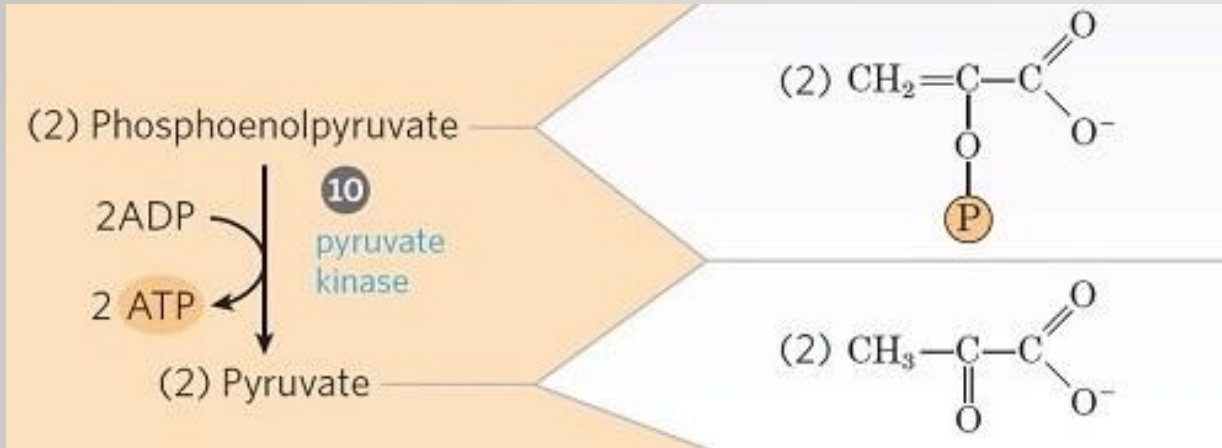 (2) Phosphoenolpyruvate
10
2ADP
pyruvate
kinase
2 ATP
(2) Pyruvate
O
(2) CH₂=C—C
O⁻
O
P
O
(2) CH₃—C—C
O⁻
O